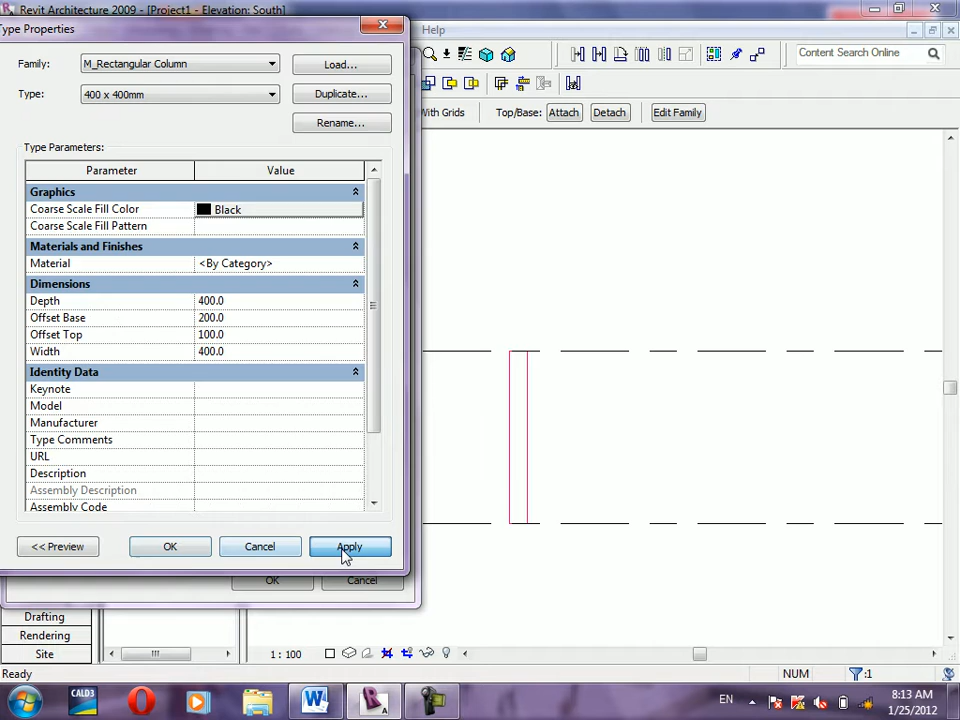 Revit Architecture 2009 - [Project1 - Elevation: South]
Type Properties
Help
Family:
M_Rectangular Column
Load...
Content Search Online
Type:
400 x 400mm
Duplicate...
Rename...
With Grids
Top/Base:
Attach
Detach
Edit Family
Type Parameters:
Parameter
Value
Graphics
Coarse Scale Fill Color
Black
Coarse Scale Fill Pattern
Materials and Finishes
Material
<By Category>
Dimensions
Depth
400.0
Offset Base
200.0
Offset Top
100.0
Width
400.0
Identity Data
Keynote
Model
Manufacturer
Type Comments
URL
Description
Assembly Description
Assembly Code
<< Preview
OK
Cancel
Apply
OK
Cancel
Drafting
Rendering
Site
1 : 100
Ready
NUM
:1
CALD3
EN
8:13 AM
1/25/2012